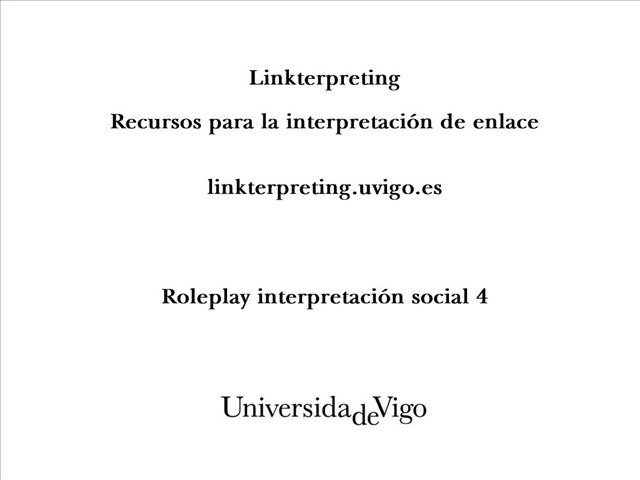 Linkterpreting
Recursos para la interpretación de enlace
linkterpreting.uvigo.es
Roleplay interpretación social 4
UniversidadeVigo